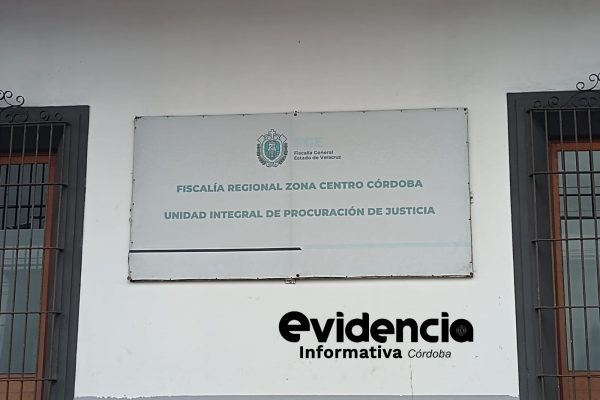 FGE
Fiscalía General
Estado de Veracruz
FISCALÍA REGIONAL ZONA CENTRO CÓRDOBA
UNIDAD INTEGRAL DE PROCURACIÓN DE JUSTICIA
evidencia
Informativa Córdoba